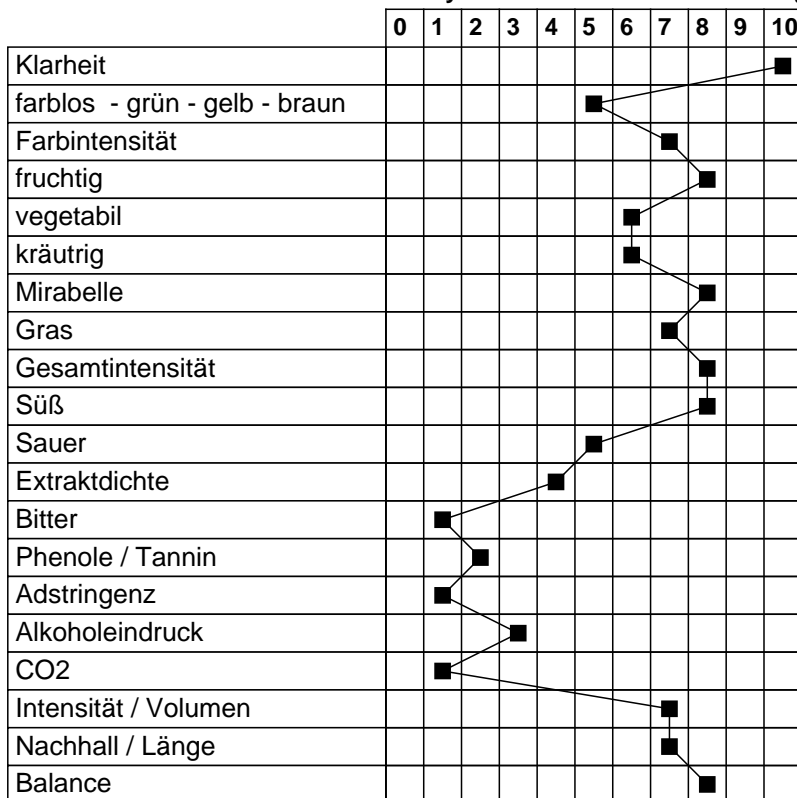 0 1 2 3 4 5 6 7 8 9 10
Klarheit
farblos - grün - gelb - braun
Farbintensität
fruchtig
vegetabil
kräutrig
Mirabelle
Gras
Gesamtintensität
Süß
Sauer
Extraktdichte
Bitter
Phenole / Tannin
Adstringenz
Alkoholeindruck
CO2
Intensität / Volumen
Nachhall / Länge
Balance